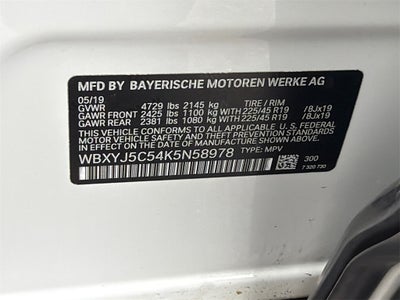 MFD BY BAYERISCHE MOTOREN WERKE AG
05/19 TIRE / RIM
GVWR 4729 lbs 2145 kg
GAWR FRONT 2425 lbs 1100 kg WITH 225/45 R19 /8Jx19
GAWR REAR 2381 lbs 1080 kg WITH 225/45 R19 /8Jx19
THIS VEHICLE CONFORMS TO ALL APPLICABLE U.S. FEDERAL
MOTOR VEHICLE SAFETY STANDARDS IN EFFECT ON THE DATE OF
MANUFACTURE SHOWN ABOVE.
WBXYJ5C54K5N58978 TYPE: MPV
300
7 320 730